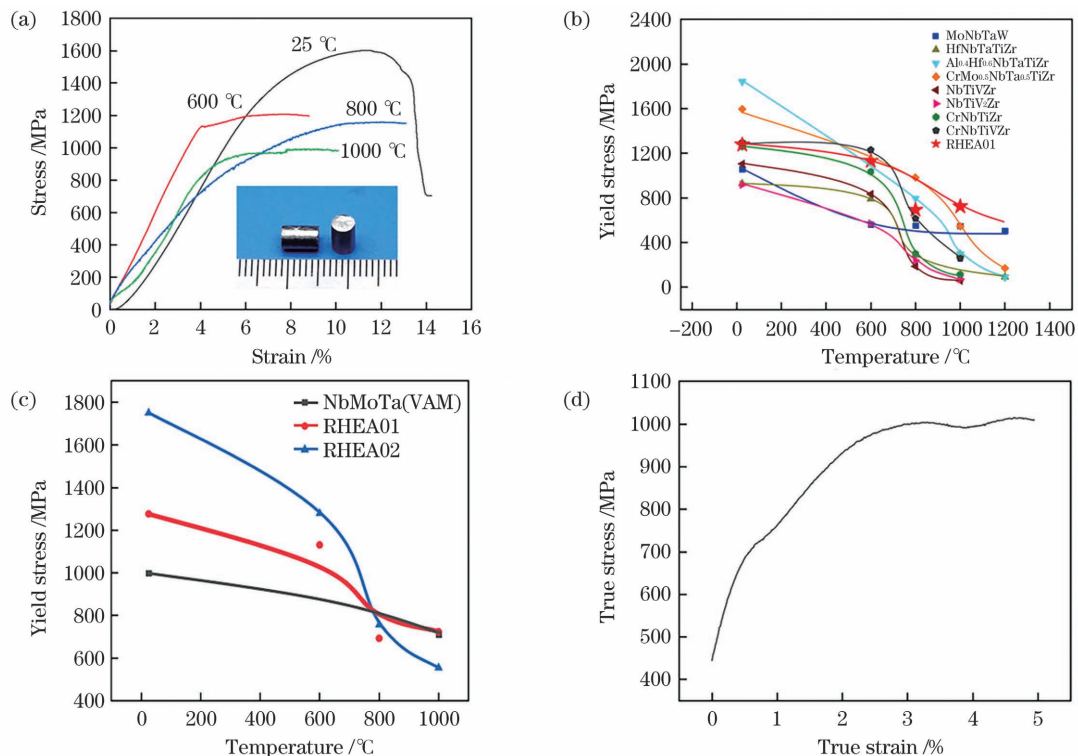 (a)
1800
1600
1400
1200
1000
800
600
400
200
0
Stress/MPa
25 ℃
600 ℃
800 ℃
1000 ℃
0 2 4 6 8 10 12 14 16
Strain /%
(b)
2400
2000
1600
1200
800
400
0
Yield stress /MPa
MoNbTaW
HfNbTaTiZr
Al0.4Hf0.6NbTaTiZr
CrMo0.5NbTa0.5TiZr
NbTiVZr
NbTiV2Zr
CrNbTiZr
CrNbTiVZr
RHEA01
−200 0 200 400 600 800 1000 1200 1400
Temperature /℃
(c)
1800
1600
1400
1200
1000
800
600
400
Yield stress /MPa
NbMoTa(VAM)
RHEA01
RHEA02
0 200 400 600 800 1000
Temperature /℃
(d)
1100
1000
900
800
700
600
500
400
True stress /MPa
0 1 2 3 4 5
True strain /%